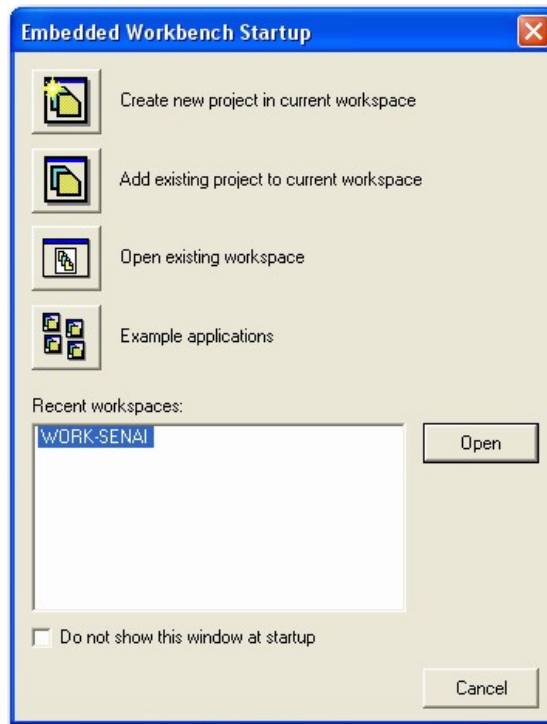 Embedded Workbench Startup
Create new project in current workspace
Add existing project to current workspace
Open existing workspace
Example applications
Recent workspaces:
WORK-SENAI
Open
Do not show this window at startup
Cancel